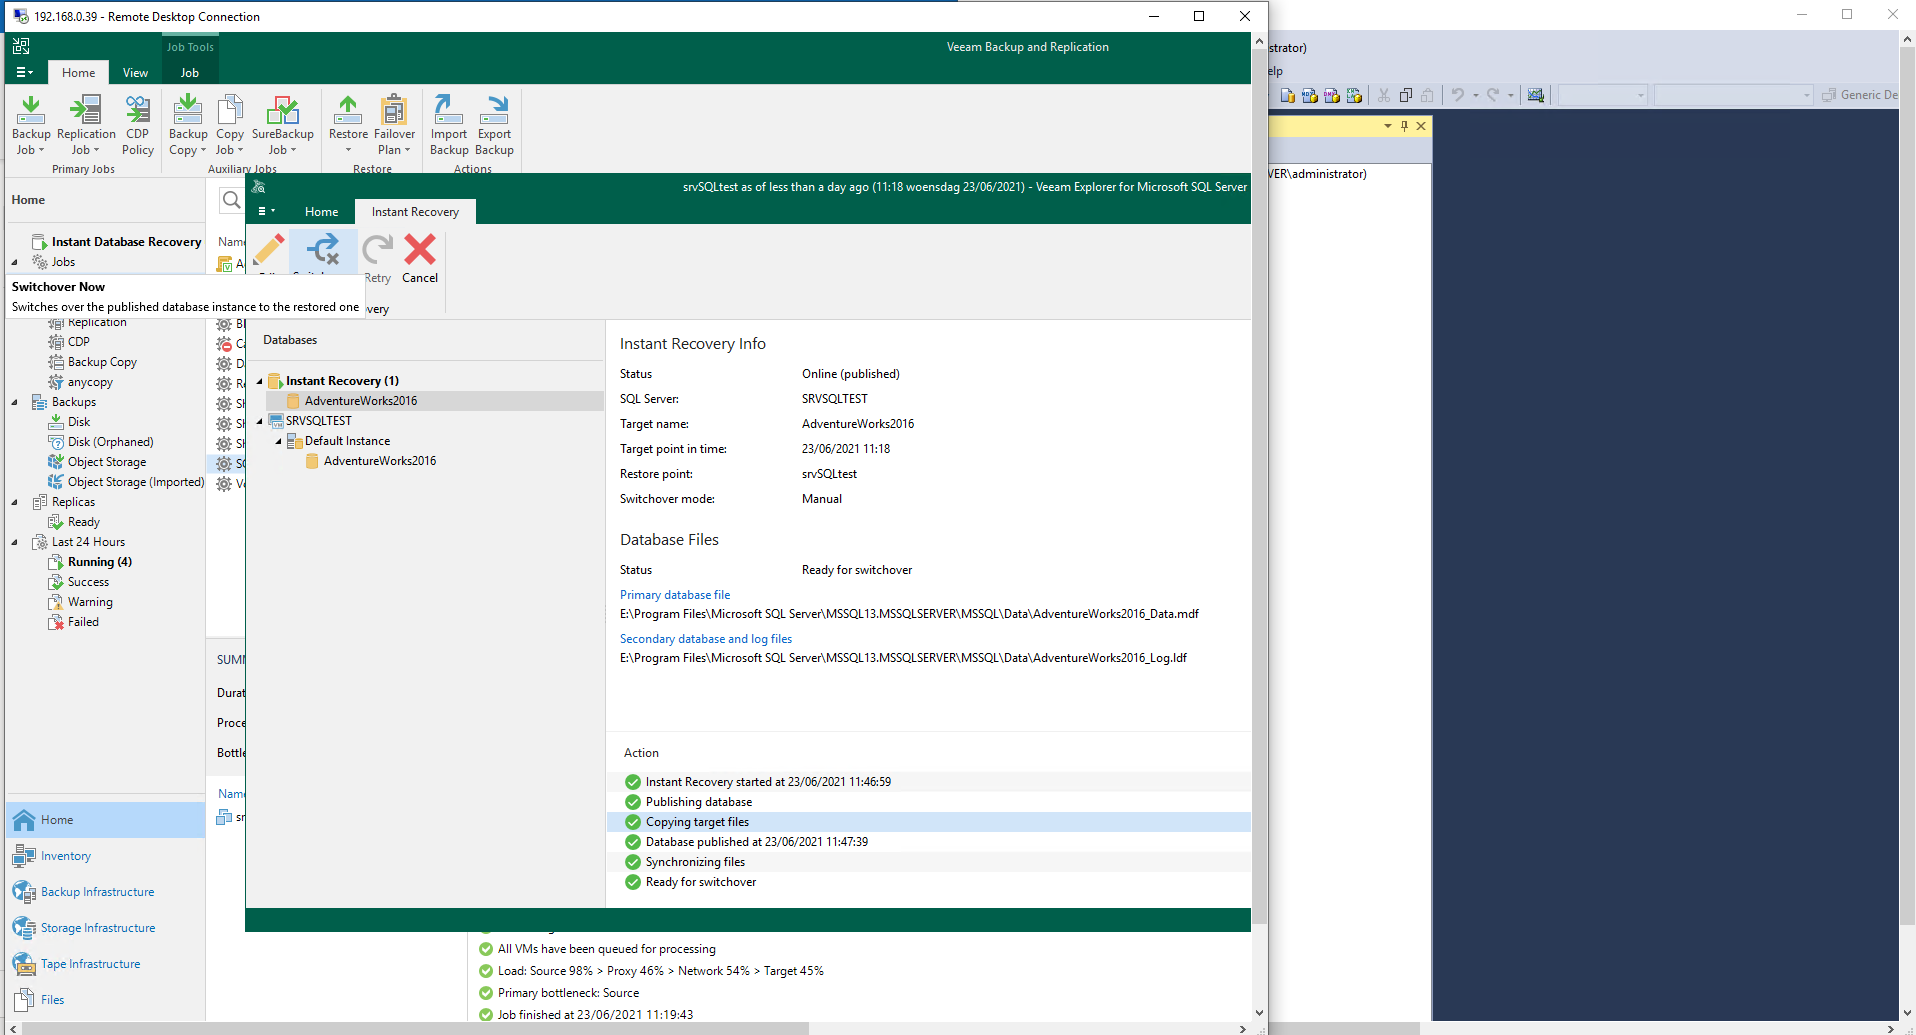 192.168.0.39 - Remote Desktop Connection
Job Tools
Veeam Backup and Replication
Home
View
Job
Backup Job
Replication Job
CDP Policy
Backup Copy
Copy Job
SureBackup Job
Restore
Failover Plan
Import Backup
Export Backup
Primary Jobs
Auxiliary Jobs
Restore
Actions
Home
Instant Database Recovery
Jobs
Switchover Now
Switches over the published database instance to the restored one
Replication
CDP
Backup Copy
anycopy
Backups
Disk
Disk (Orphaned)
Object Storage
Object Storage (Imported)
Replicas
Ready
Last 24 Hours
Running (4)
Success
Warning
Failed
Home
Inventory
Backup Infrastructure
Storage Infrastructure
Tape Infrastructure
Files
srvSQLtest as of less than a day ago (11:18 woensdag 23/06/2021) - Veeam Explorer for Microsoft SQL Server
Home
Instant Recovery
Retry
Cancel
Databases
Instant Recovery (1)
AdventureWorks2016
SRVSQLTEST
Default Instance
AdventureWorks2016
Instant Recovery Info
Status Online (published)
SQL Server: SRVSQLTEST
Target name: AdventureWorks2016
Target point in time: 23/06/2021 11:18
Restore point: srvSQLtest
Switchover mode: Manual
Database Files
Status Ready for switchover
Primary database file
E:\Program Files\Microsoft SQL Server\MSSQL13.MSSQLSERVER\MSSQL\Data\AdventureWorks2016_Data.mdf
Secondary database and log files
E:\Program Files\Microsoft SQL Server\MSSQL13.MSSQLSERVER\MSSQL\Data\AdventureWorks2016_Log.ldf
Action
Instant Recovery started at 23/06/2021 11:46:59
Publishing database
Copying target files
Database published at 23/06/2021 11:47:39
Synchronizing files
Ready for switchover
All VMs have been queued for processing
Load: Source 98% > Proxy 46% > Network 54% > Target 45%
Primary bottleneck: Source
Job finished at 23/06/2021 11:19:43
strator)
elp
Generic De
VER\administrator)